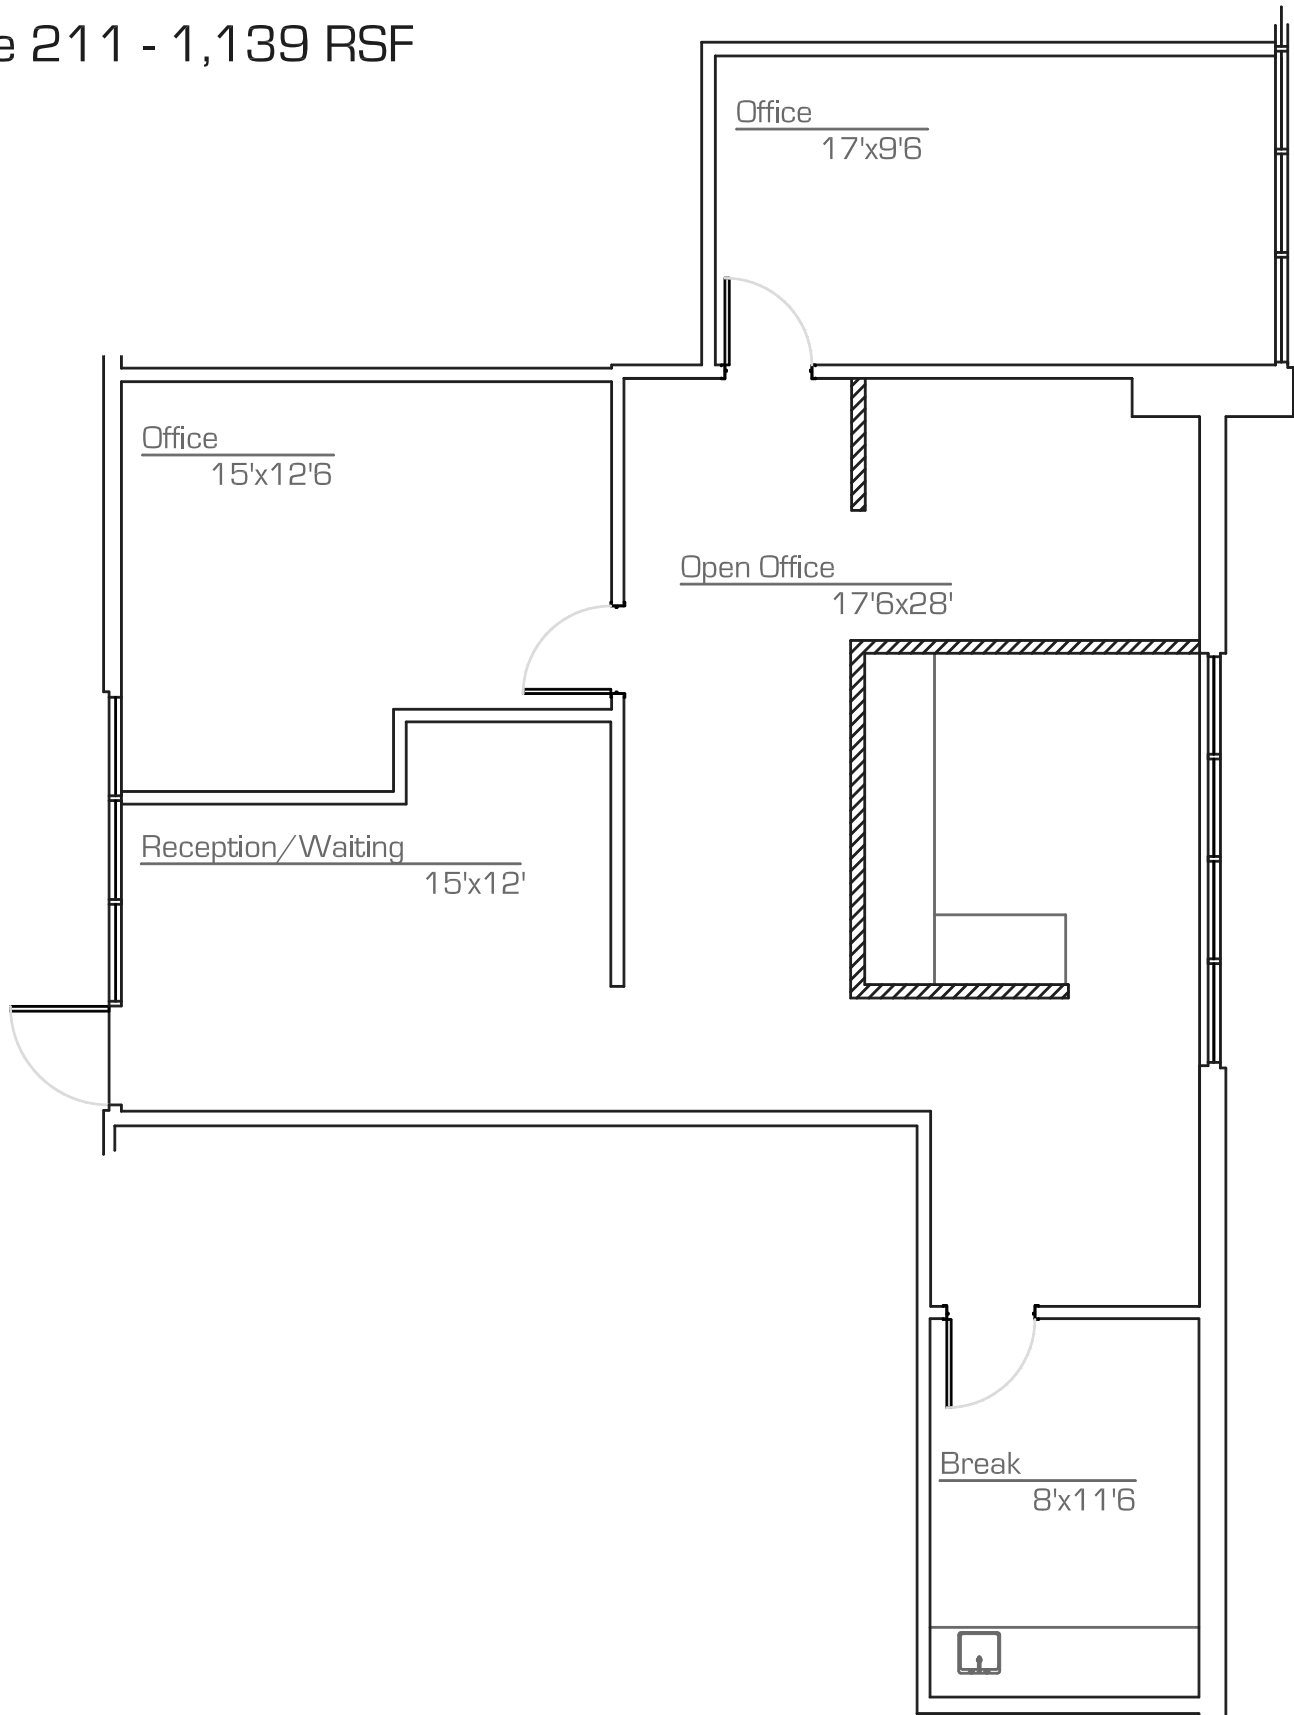 e 211 - 1,139 RSF
Office
17'x9'6
Office
15'x12'6
Open Office
17'6x28'
Reception/Waiting
15'x12'
Break
8'x11'6